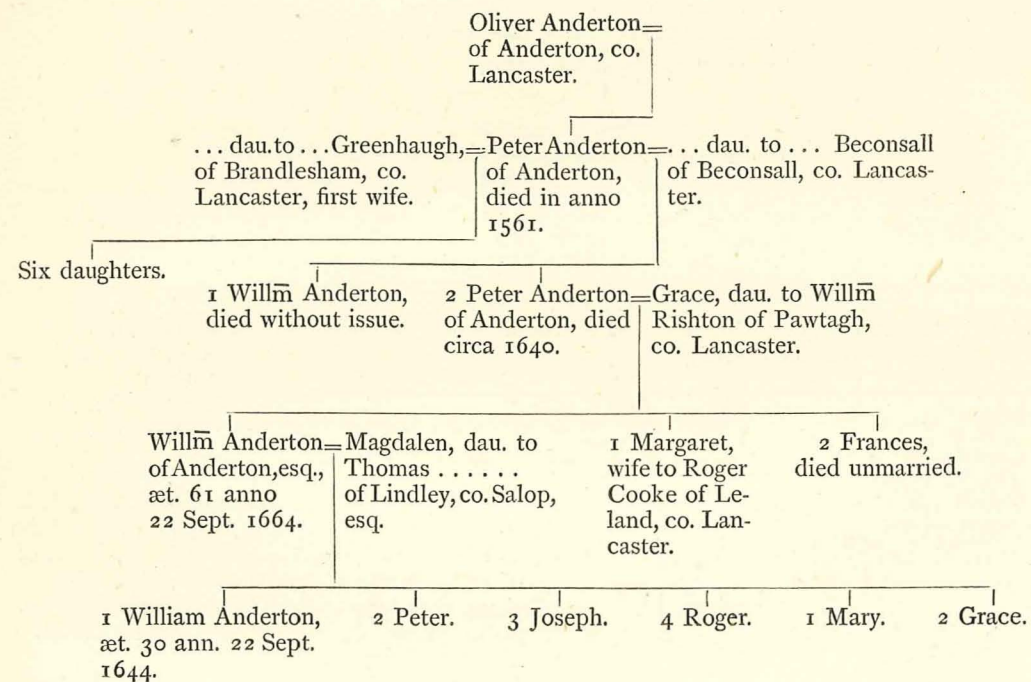 Oliver Anderton=
of Anderton, co.
Lancaster.
... dau. to ... Greenhaugh,
of Brandlesham, co.
Lancaster, first wife.
=Peter Anderton=
of Anderton,
died in anno
1561.
... dau. to ... Beconsall
of Beconsall, co. Lancas-
ter.
Six daughters.
1 Willm̄ Anderton,
died without issue.
2 Peter Anderton=
of Anderton, died
circa 1640.
Grace, dau. to Willm̄
Rishton of Pawtagh,
co. Lancaster.
Willm̄ Anderton=
of Anderton, esq.,
æt. 61 anno
22 Sept. 1664.
Magdalen, dau. to
Thomas ......
of Lindley, co. Salop,
esq.
1 Margaret,
wife to Roger
Cooke of Le-
land, co. Lan-
caster.
2 Frances,
died unmarried.
1 William Anderton,
æt. 30 ann. 22 Sept.
1644.
2 Peter.
3 Joseph.
4 Roger.
1 Mary.
2 Grace.